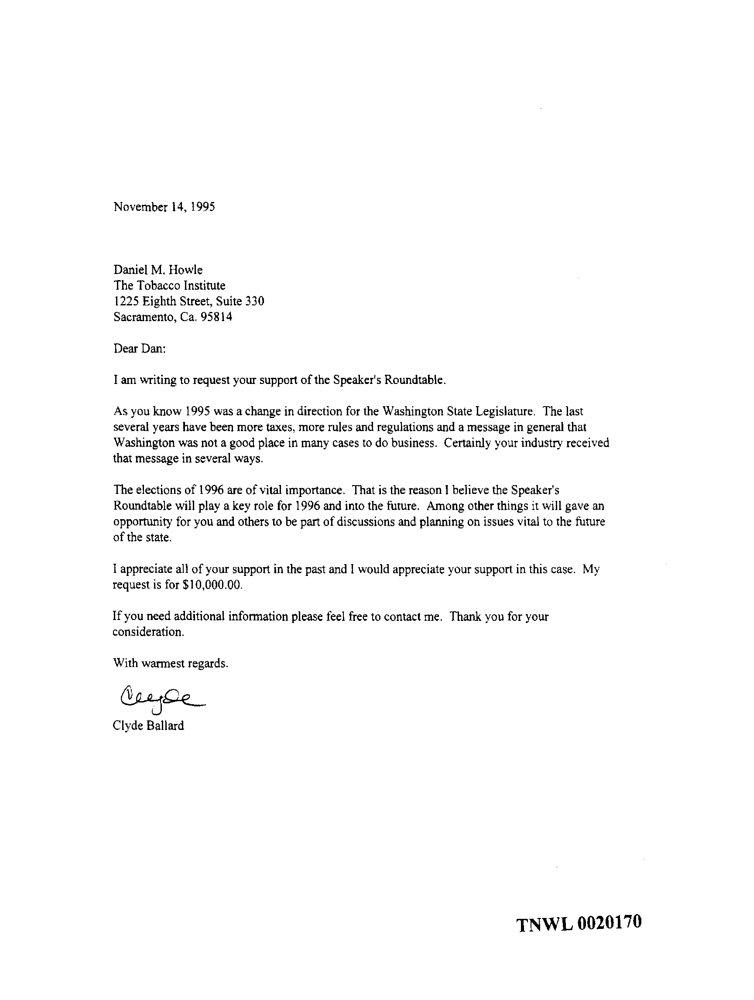 November 14, 1995
Daniel M. Howle
The Tobacco Institute
1225 Eighth Street, Suite 330
Sacramento, Ca. 95814
Dear Dan:
I am writing to request your support of the Speaker's Roundtable.
As you know 1995 was a change in direction for the Washington State Legislature. The last
several years have been more taxes, more rules and regulations and a message in general that
Washington was not a good place in many cases to do business. Certainly your industry received
that message in several ways.
The elections of 1996 are of vital importance. That is the reason I believe the Speaker's
Roundtable will play a key role for 1996 and into the future. Among other things it will gave an
opportunity for you and others to be part of discussions and planning on issues vital to the future
of the state.
I appreciate all of your support in the past and I would appreciate your support in this case. My
request is for $10,000.00.
If you need additional information please feel free to contact me. Thank you for your
consideration.
With warmest regards.
Clyde
Clyde Ballard
TNWL 0020170